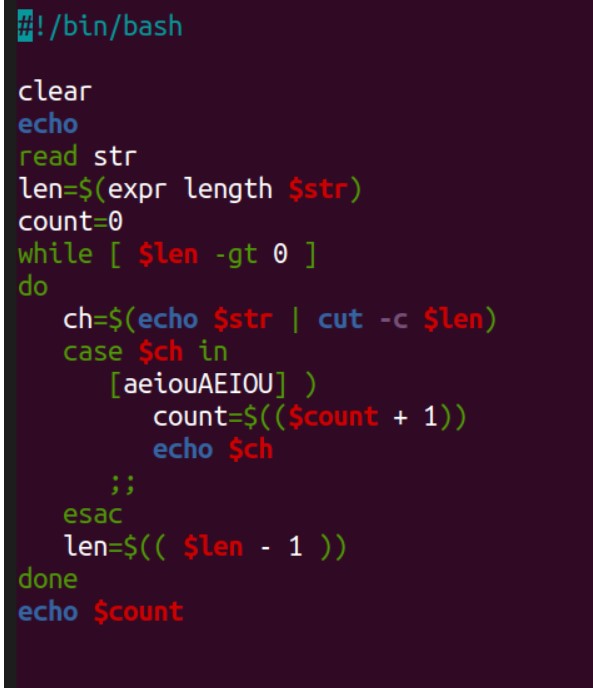 #!/bin/bash
clear
echo
read str
len=$(expr length $str)
count=0
while [ $len -gt 0 ]
do
ch=$(echo $str | cut -c $len)
case $ch in
[aeiouAEIOU] )
count=$(($count + 1))
echo $ch
;;
esac
len=$(( $len - 1 ))
done
echo $count